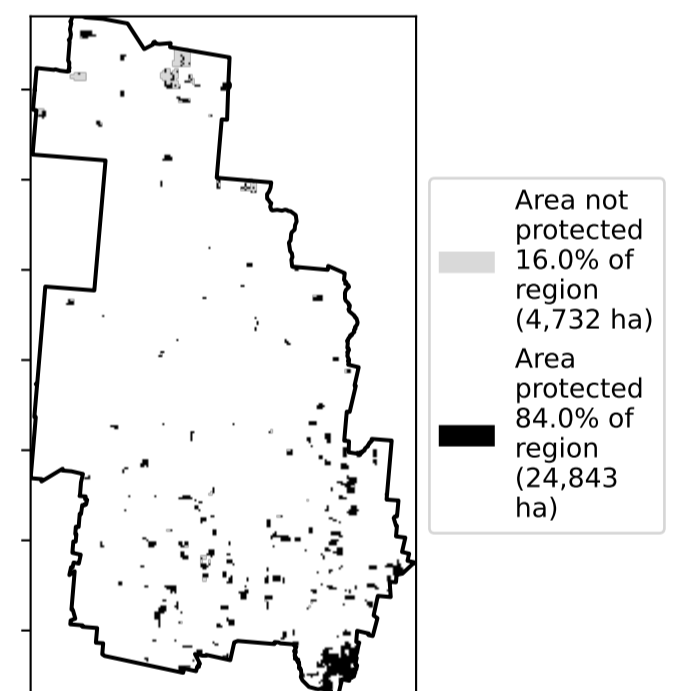 Area not
protected
16.0% of
region
(4,732 ha)
Area
protected
84.0% of
region
(24,843
ha)